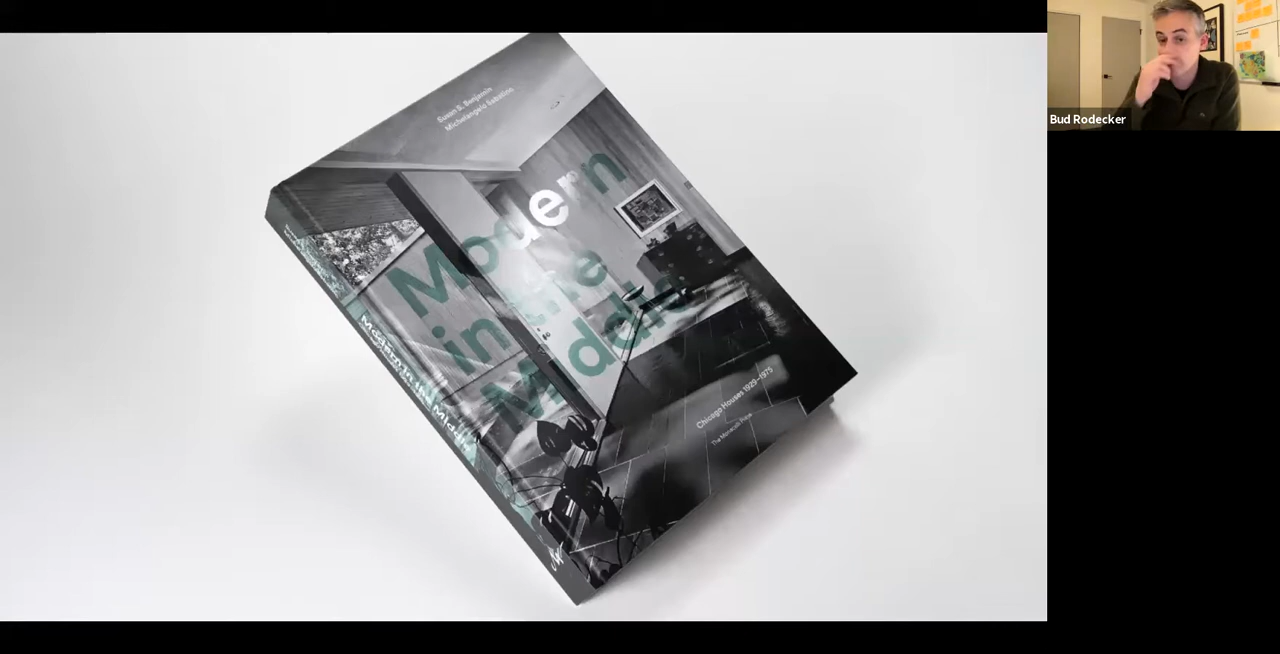 Susan S. Benjamin
Michelangelo Sabatino
Modern
in the
Middle
Chicago Houses 1929–1975
The Monacelli Press
Modern in the Middle
Bud Rodecker